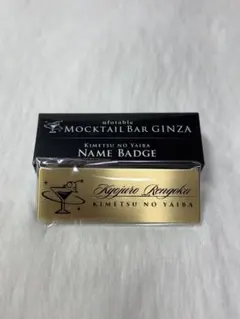 ufotable
MOCKTAIL BAR GINZA
KIMETSU NO YAIBA
NAME BADGE
Kyojuro Rengoku
KIMETSU NO YAIBA